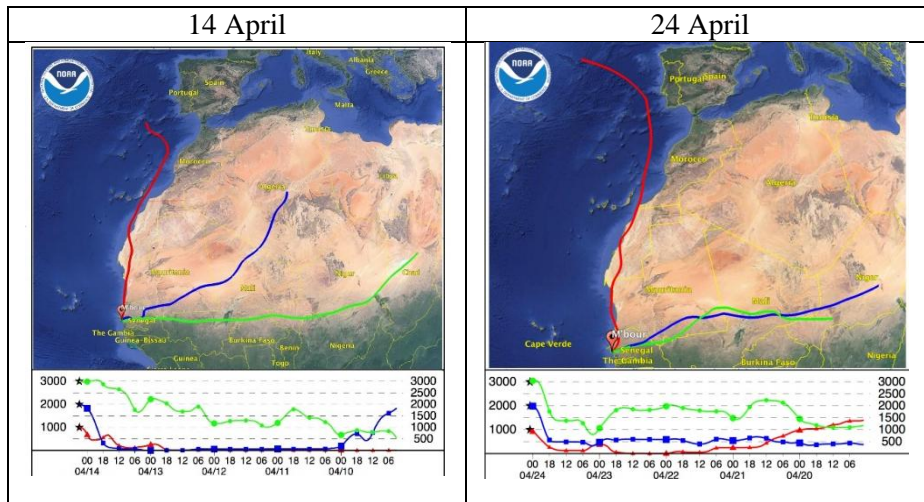 14 April
24 April
NOAA
Portugal
Spain
Italy
Albania
Greece
Malta
Tunisia
Morocco
Algeria
Libya
Mauritania
Mali
Niger
Chad
M'bour
Senegal
The Gambia
Guinea-Bissau
Guinea
Burkina Faso
Benin
Togo
Nigeria
3000
2000
1000
3000
2500
2000
1500
1000
500
00 18 12 06 00 18 12 06 00 18 12 06 00 18 12 06 00 18 12 06
04/14 04/13 04/12 04/11 04/10
NOAA
Portugal
Spain
Tunisia
Morocco
Algeria
Mauritania
Mali
Niger
M'bour
Cape Verde
Senegal
The Gambia
Burkina Faso
Nigeria
3000
2000
1000
3000
2500
2000
1500
1000
500
00 18 12 06 00 18 12 06 00 18 12 06 00 18 12 06 00 18 12 06
04/24 04/23 04/22 04/21 04/20